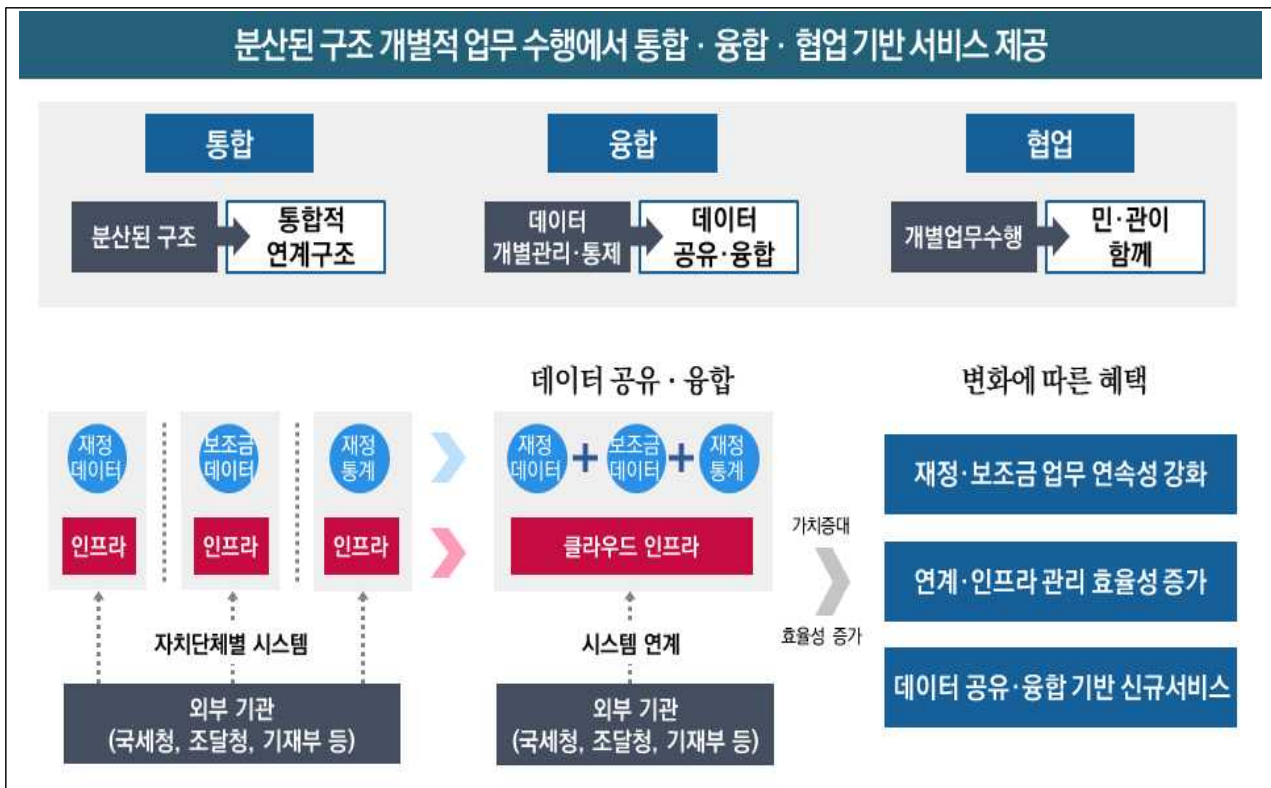 분산된 구조 개별적 업무 수행에서 통합 · 융합 · 협업 기반 서비스 제공
통합
융합
협업
분산된 구조
통합적
연계구조
데이터
개별관리·통제
데이터
공유·융합
개별업무수행
민·관이
함께
데이터 공유 · 융합
변화에 따른 혜택
재정
데이터
보조금
데이터
재정
통계
재정
데이터
+
보조금
데이터
+
재정
통계
인프라
인프라
인프라
클라우드 인프라
가치증대
효율성 증가
재정·보조금 업무 연속성 강화
연계·인프라 관리 효율성 증가
데이터 공유·융합 기반 신규서비스
자치단체별 시스템
시스템 연계
외부 기관
(국세청, 조달청, 기재부 등)
외부 기관
(국세청, 조달청, 기재부 등)